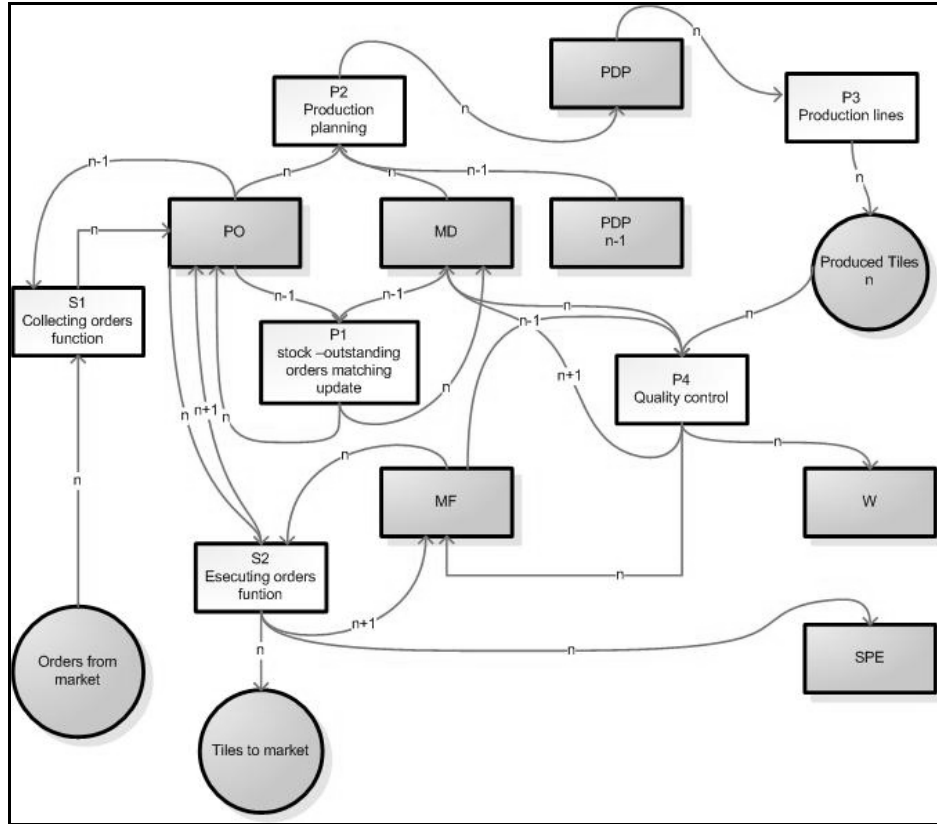 n
PDP
P2
Production
planning
n
P3
Production lines
n-1
n
n
n-1
n
PO
MD
PDP
n-1
n
Produced Tiles
n
S1
Collecting orders
function
n-1
n-1
n
n
P1
stock –outstanding
orders matching
update
n-1
P4
Quality control
n+1
n
n
n+1
n
n
n
MF
W
n
S2
Esecuting orders
funtion
n
n+1
n
n
Orders from
market
SPE
Tiles to market